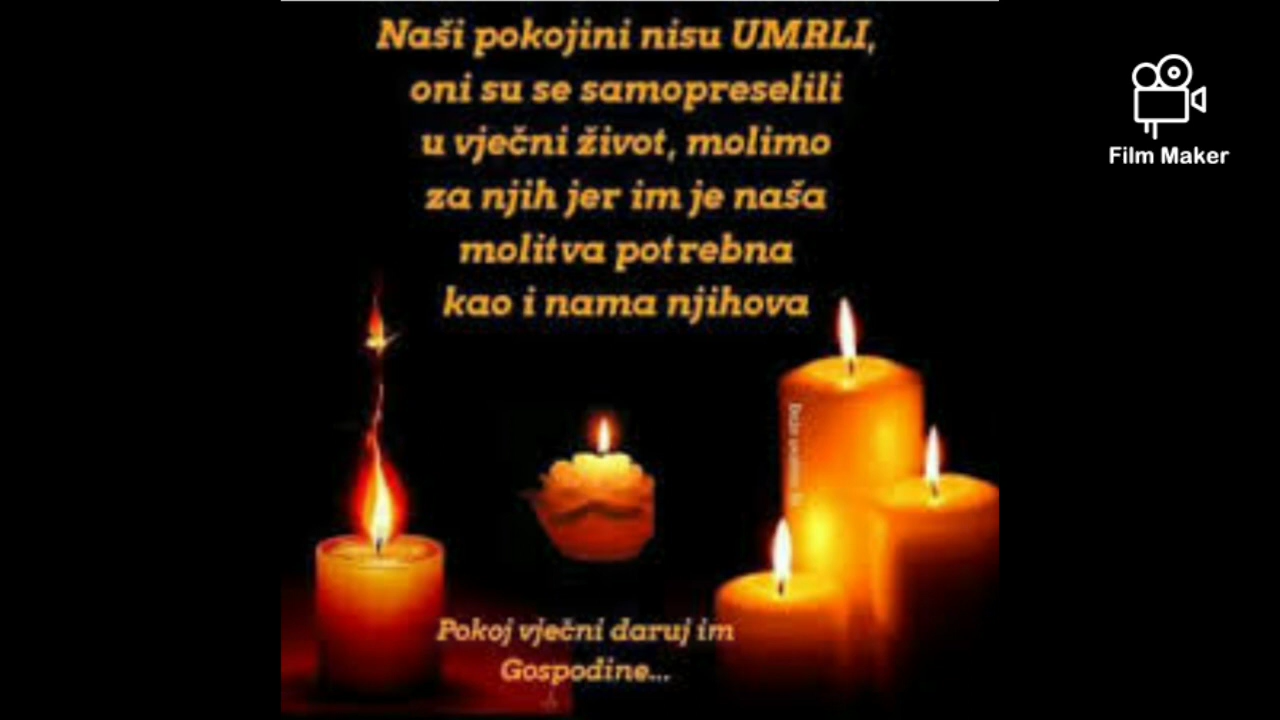 Naši pokojini nisu UMRLI,
oni su se samopreselili
u vječni život, molimo
za njih jer im je naša
molitva potrebna
kao i nama njihova
Pokoj vječni daruj im
Gospodine...
Film Maker